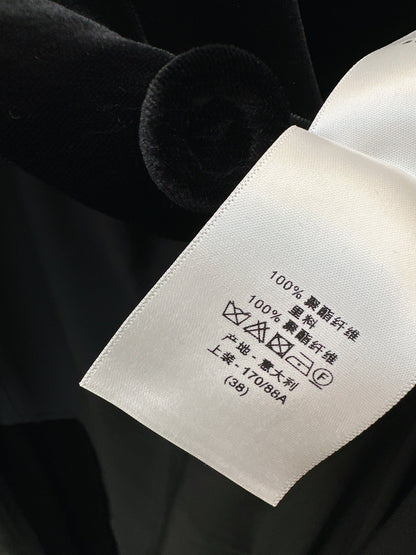 100% 聚酯纤维
里料
100% 聚酯纤维
F
产地 - 意大利
上装 - 170/88A
(38)